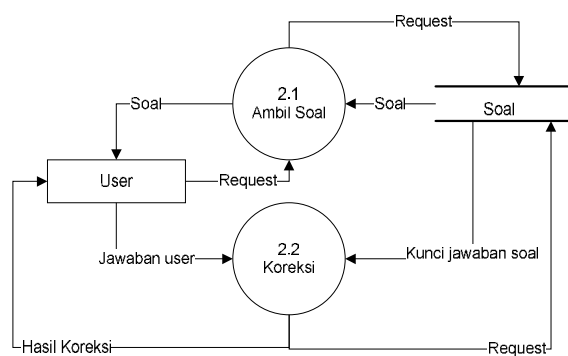 Request
2.1
Ambil Soal
Soal
Soal
Soal
User
Request
2.2
Koreksi
Jawaban user
Kunci jawaban soal
Hasil Koreksi
Request